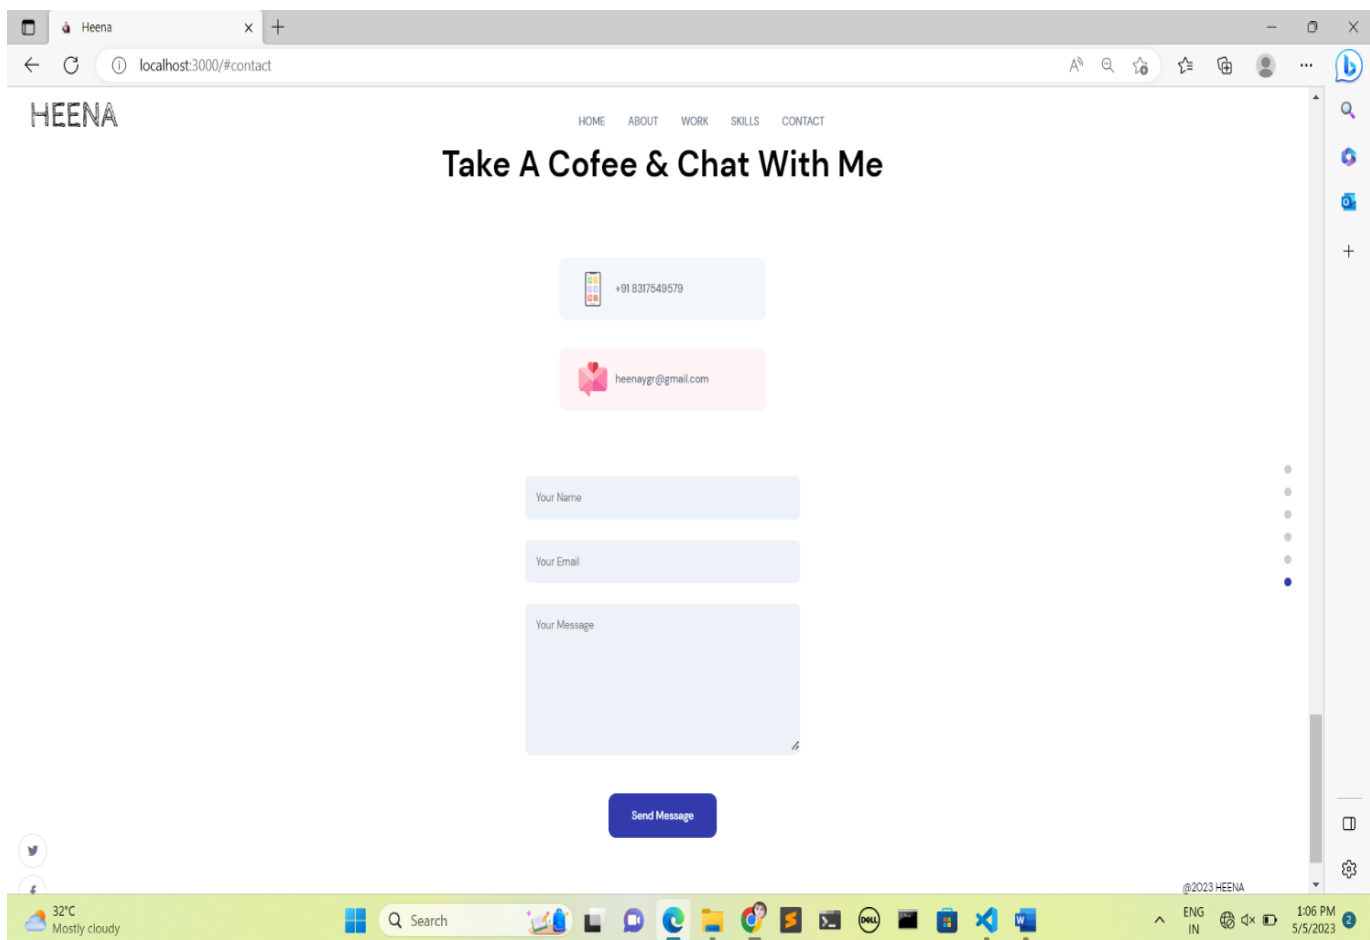 Heena
localhost:3000/#contact
HEENA
HOME ABOUT WORK SKILLS CONTACT
Take A Cofee & Chat With Me
+91 8317549579
heenaygr@gmail.com
Your Name
Your Email
Your Message
Send Message
@2023 HEENA
32°C
Mostly cloudy
Search
DELL
ENG
IN
1:06 PM
5/5/2023
2